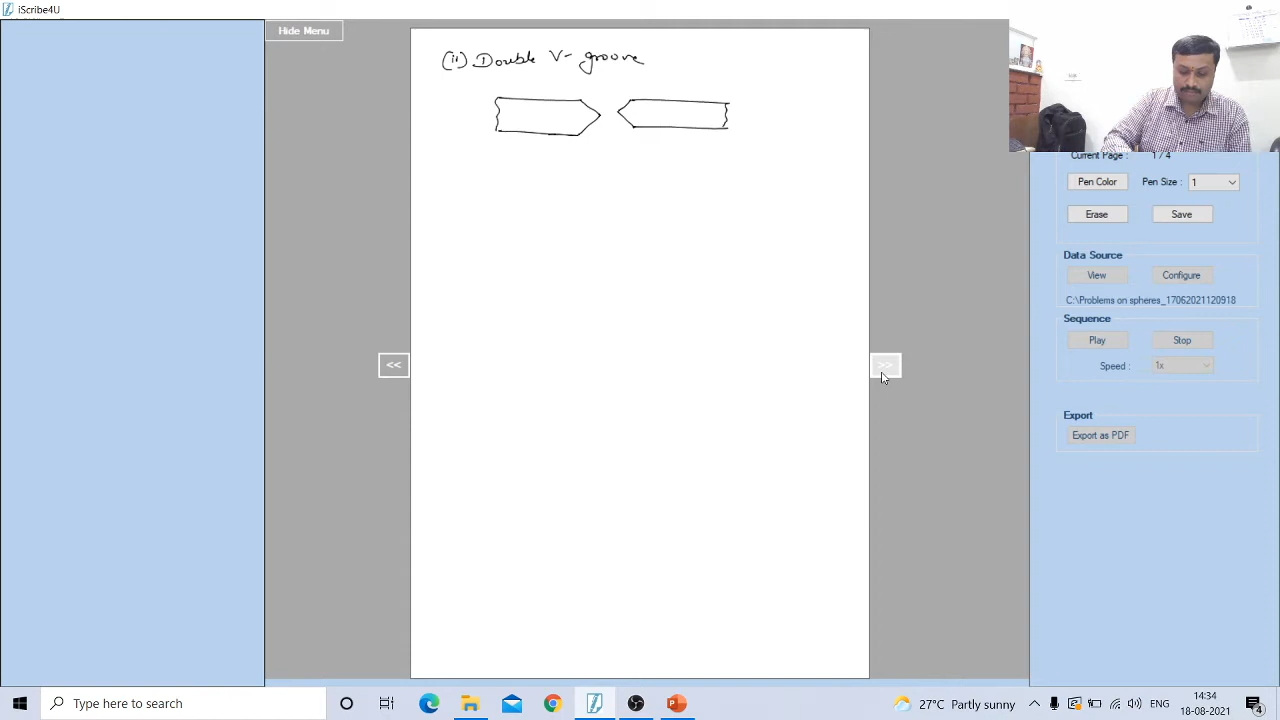 iScribe4U
Hide Menu
(ii) Double V- groove
Current Page : 1 / 4
Pen Color Pen Size : 1
Erase Save
Data Source
View Configure
C:\Problems on spheres_17062021120918
Sequence
Play Stop
<< >>
Speed : 1x
Export
Export as PDF
Type here to search
27°C Partly sunny
ENG
14:34
18-08-2021
4